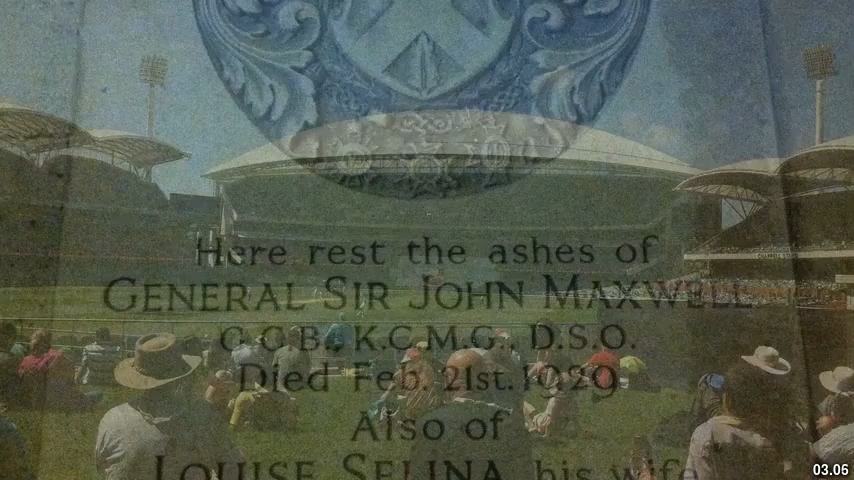 Here rest the ashes of
GENERAL SIR JOHN MAXWELL
G.C.B., K.C.M.G., D.S.O.
Died Feb. 21st. 1929
Also of
LOUISE SELINA, his wife
03.06